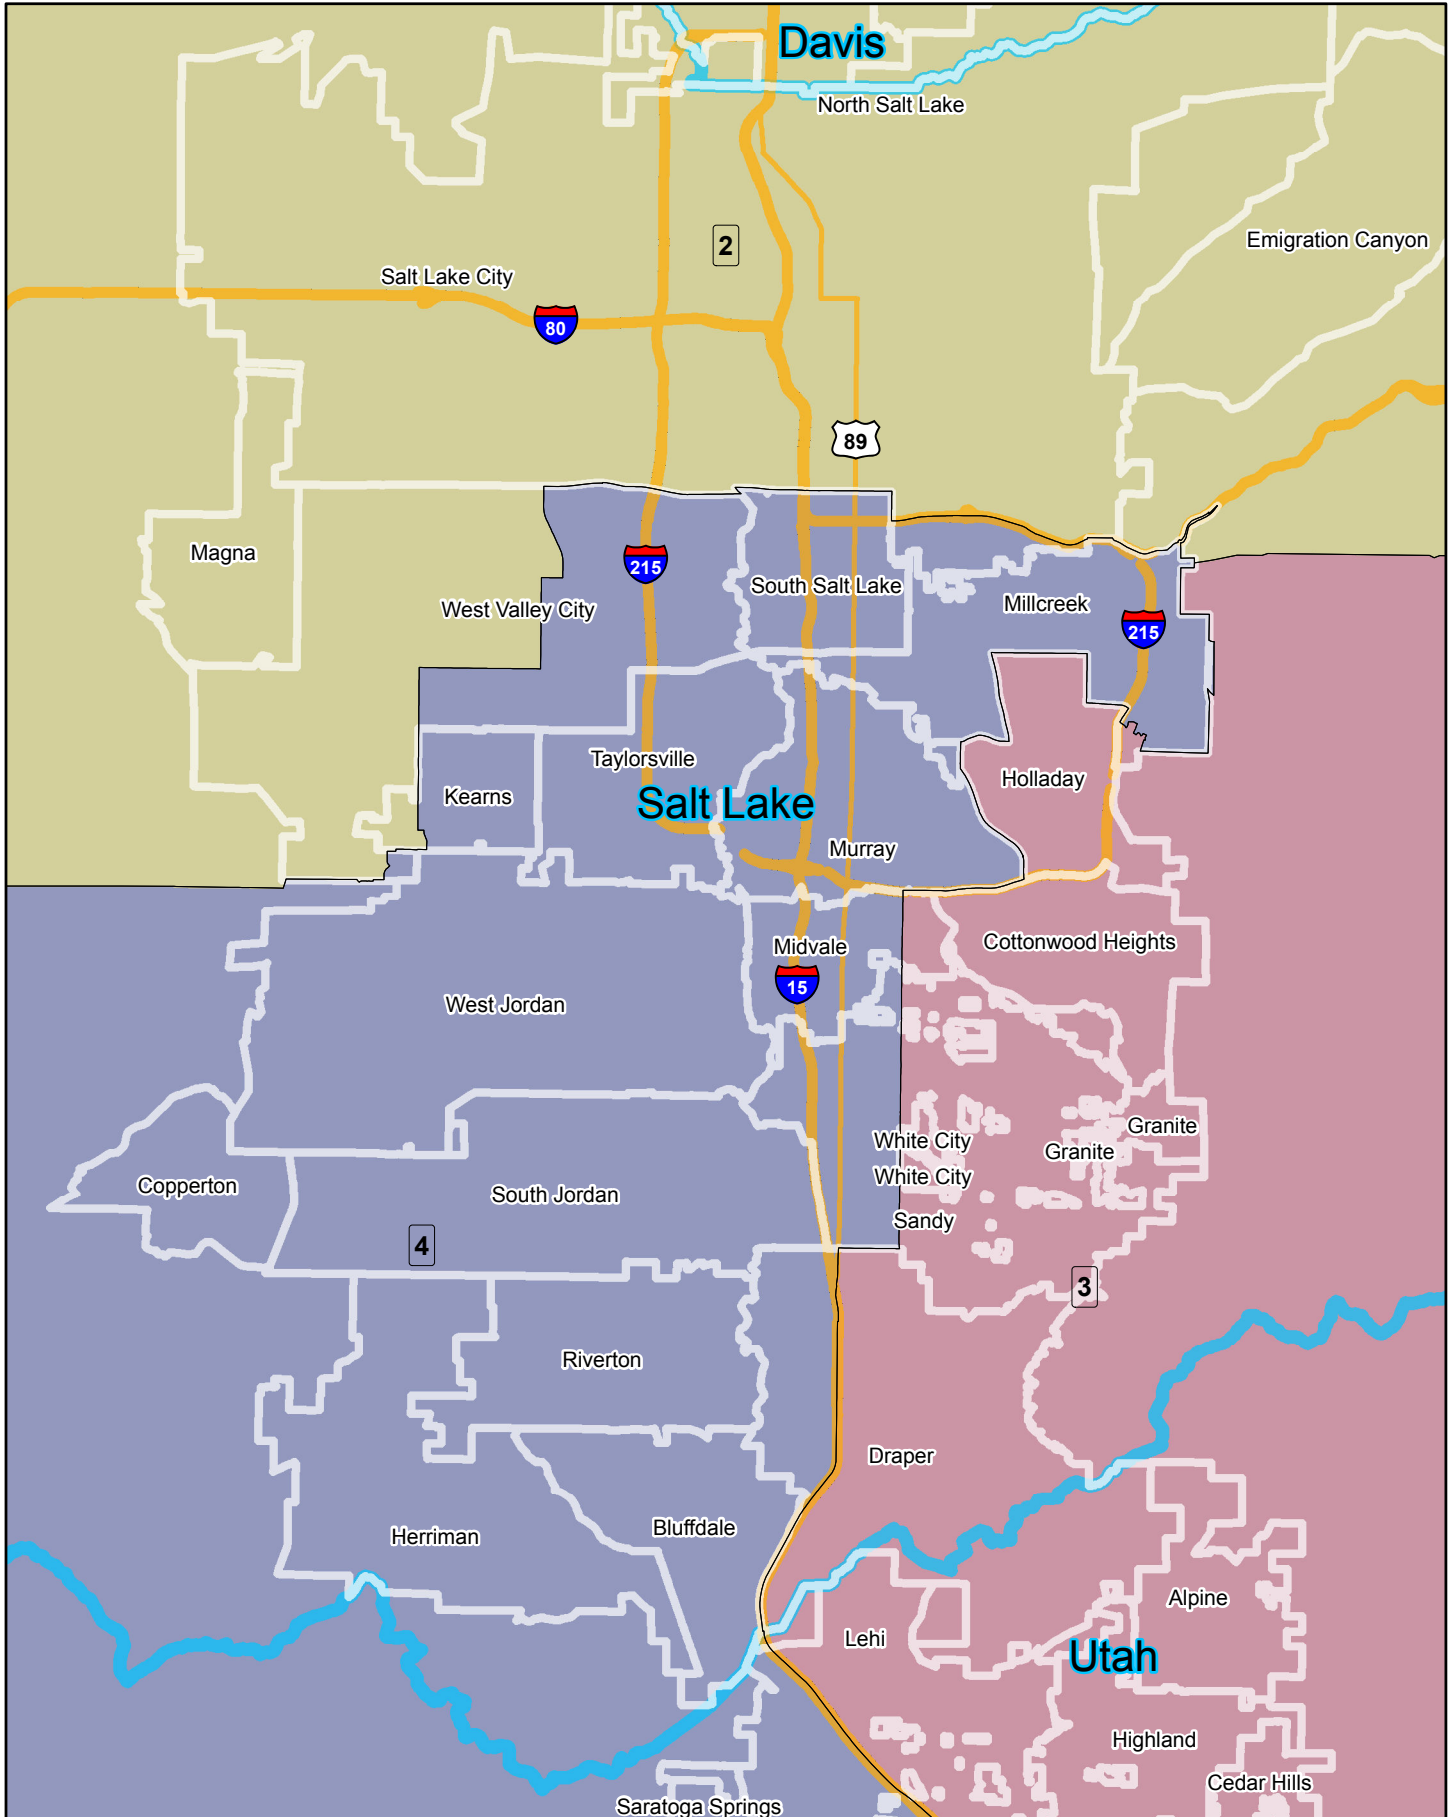 Davis
North Salt Lake
2
Emigration Canyon
Salt Lake City
80
89
Magna
215
West Valley City
South Salt Lake
Millcreek
215
Taylorsville
Holladay
Kearns
Salt Lake
Murray
Cottonwood Heights
Midvale
15
West Jordan
Granite
White City
Granite
White City
Copperton
South Jordan
Sandy
4
3
Riverton
Draper
Bluffdale
Herriman
Alpine
Lehi
Utah
Highland
Cedar Hills
Saratoga Springs